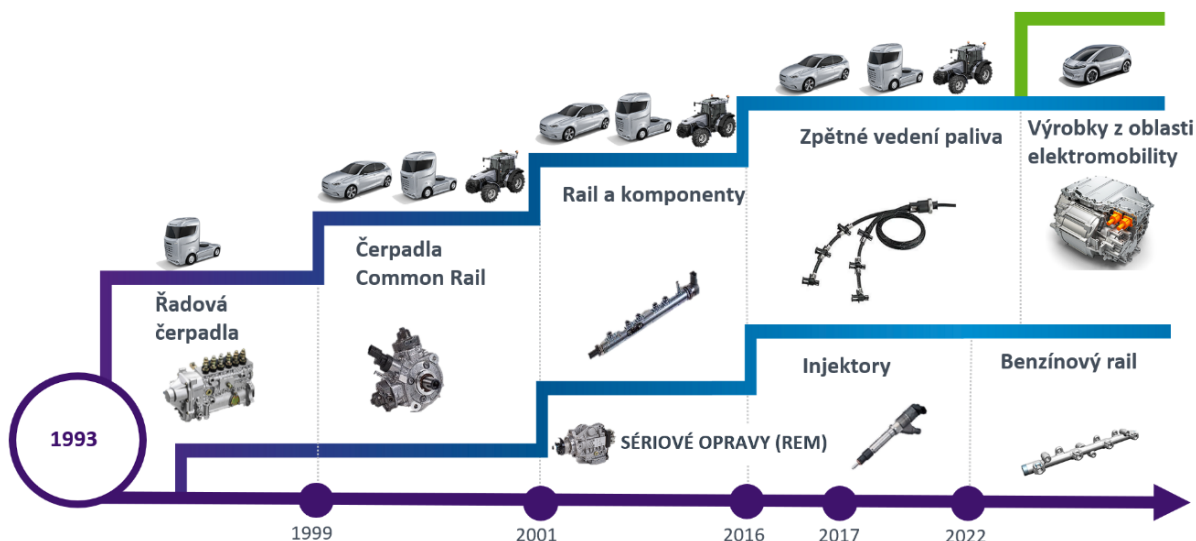 Zpětné vedení paliva
Výrobky z oblasti
elektromobility
Rail a komponenty
Čerpadla
Common Rail
Řadová
čerpadla
Injektory
Benzínový rail
1993
SÉRIOVÉ OPRAVY (REM)
1999
2001
2016
2017
2022